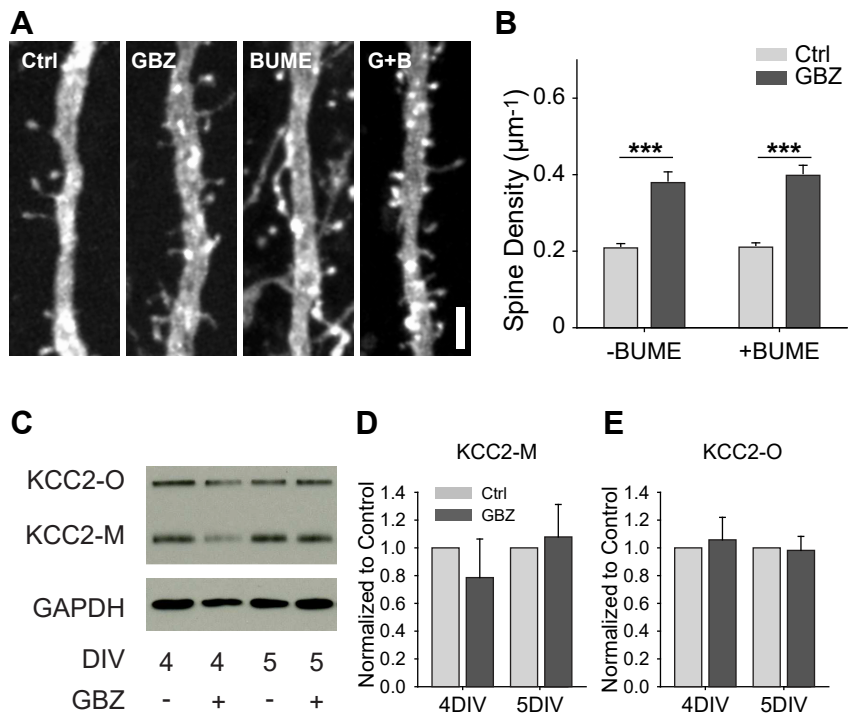 A
Ctrl
GBZ
BUME
G+B
B
Ctrl
GBZ
Spine Density (µm-1)
0.6
0.4
0.2
0
***
***
-BUME
+BUME
C
KCC2-O
KCC2-M
GAPDH
DIV 4 4 5 5
GBZ - + - +
D
KCC2-M
Normalized to Control
1.4
1.2
1.0
0.8
0.6
0.4
0.2
0.0
Ctrl
GBZ
4DIV 5DIV
E
KCC2-O
Normalized to Control
1.4
1.2
1.0
0.8
0.6
0.4
0.2
0.0
4DIV 5DIV